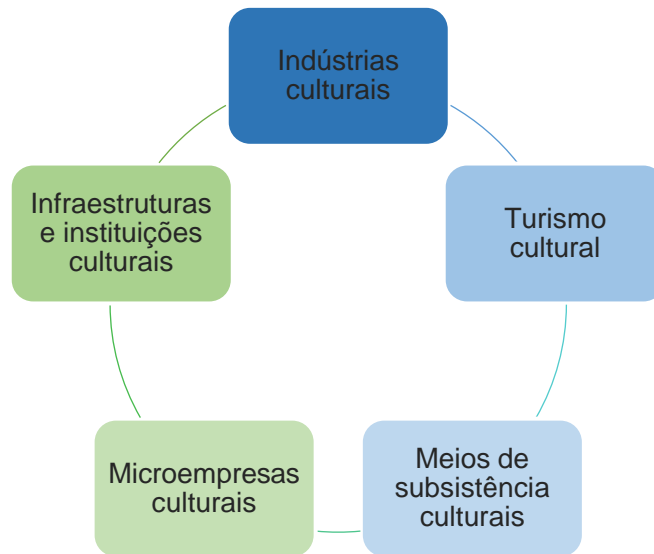 Indústrias
culturais
Turismo
cultural
Meios de
subsistência
culturais
Microempresas
culturais
Infraestruturas
e instituições
culturais